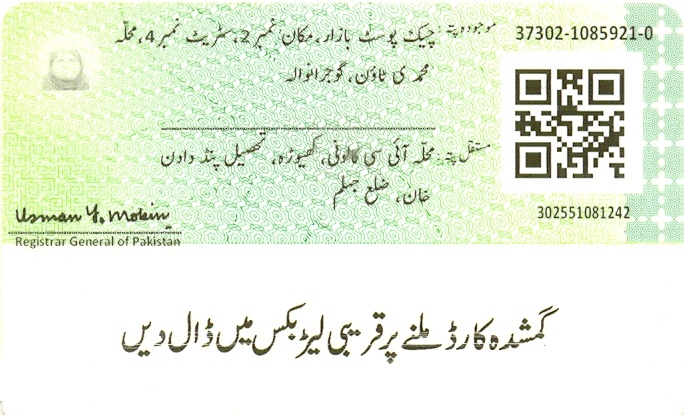 37302-1085921-0
موجودہ پتہ: چیک پوسٹ بازار، مکان نمبر 2، سٹریٹ نمبر 4، محلہ
محمدی ٹاؤن، گوجرانوالہ
مستقل پتہ: محلہ آئی سی آئی کالونی، کھیوڑہ، تحصیل پنڈ دادن
خان، ضلع جہلم
302551081242
Usman Y. Mobin
Registrar General of Pakistan
گمشدہ کارڈ ملنے پر قریبی لیٹر بکس میں ڈال دیں